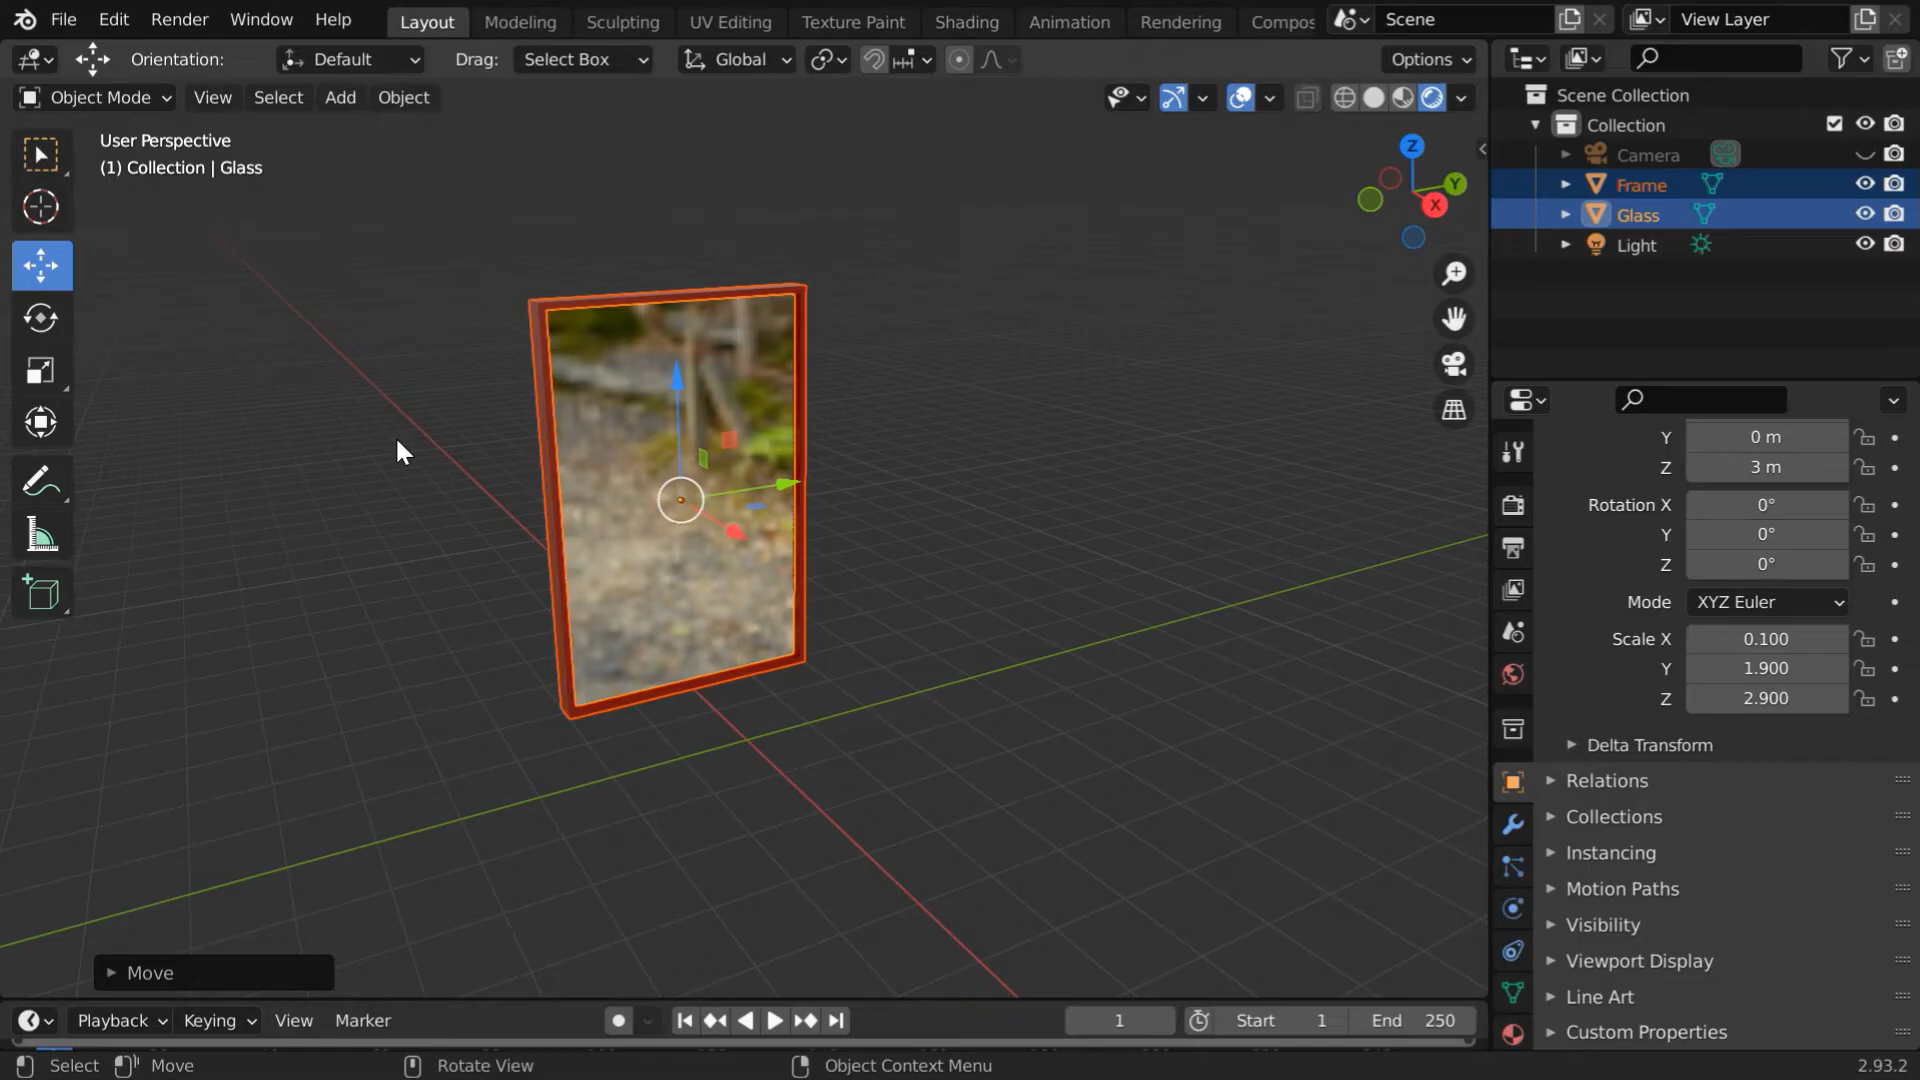 File Edit Render Window Help Layout Modeling Sculpting UV Editing Texture Paint Shading Animation Rendering Compos Scene View Layer
Orientation: Default Drag: Select Box Global Options
Object Mode View Select Add Object
User Perspective
(1) Collection | Glass
Z
Y
X
Scene Collection
Collection
Camera
Frame
Glass
Light
Y 0 m
Z 3 m
Rotation X 0°
Y 0°
Z 0°
Mode XYZ Euler
Scale X 0.100
Y 1.900
Z 2.900
Delta Transform
Relations
Collections
Instancing
Motion Paths
Visibility
Viewport Display
Line Art
Custom Properties
Move
Playback Keying View Marker 1 Start 1 End 250
Select Move Rotate View Object Context Menu 2.93.2